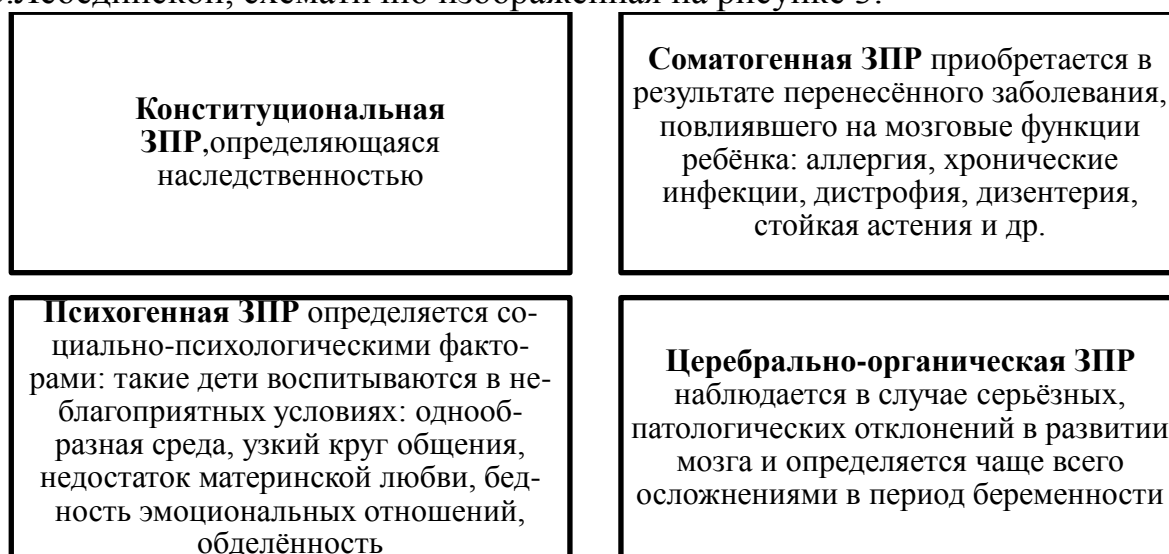 Лебединской, схематично изображенная на рисунке 3.
Конституциональная
ЗПР,определяющаяся
наследственностью
Соматогенная ЗПР приобретается в
результате перенесённого заболевания,
повлиявшего на мозговые функции
ребёнка: аллергия, хронические
инфекции, дистрофия, дизентерия,
стойкая астения и др.
Психогенная ЗПР определяется со-
циально-психологическими факто-
рами: такие дети воспитываются в не-
благоприятных условиях: однооб-
разная среда, узкий круг общения,
недостаток материнской любви, бед-
ность эмоциональных отношений,
обделённость
Церебрально-органическая ЗПР
наблюдается в случае серьёзных,
патологических отклонений в развитии
мозга и определяется чаще всего
осложнениями в период беременности